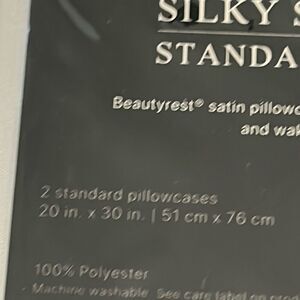 SILKY S
STANDA
Beautyrest® satin pillowc
and wak
2 standard pillowcases
20 in. x 30 in. | 51 cm x 76 cm
100% Polyester
- Machine washable. See care label on prod